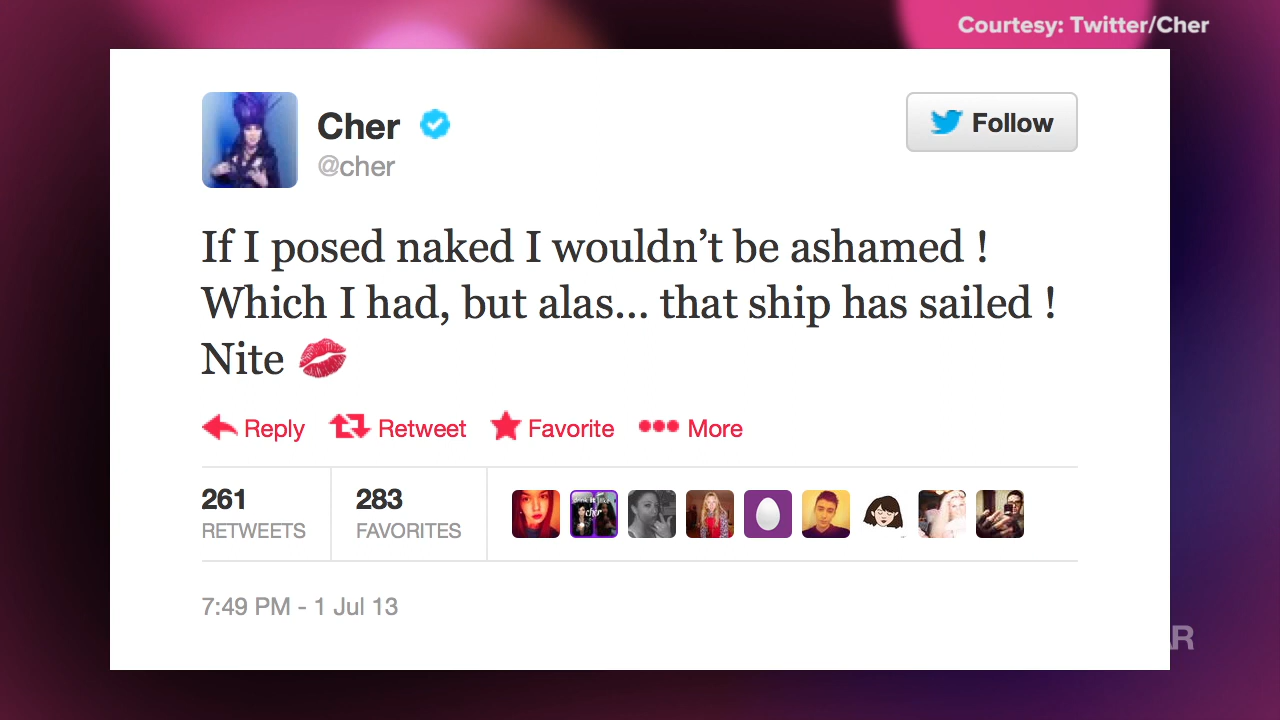 Courtesy: Twitter/Cher
Cher
@cher
Follow
If I posed naked I wouldn’t be ashamed !
Which I had, but alas... that ship has sailed !
Nite 💋
Reply Retweet Favorite More
261 283
RETWEETS FAVORITES
cher
7:49 PM - 1 Jul 13
R